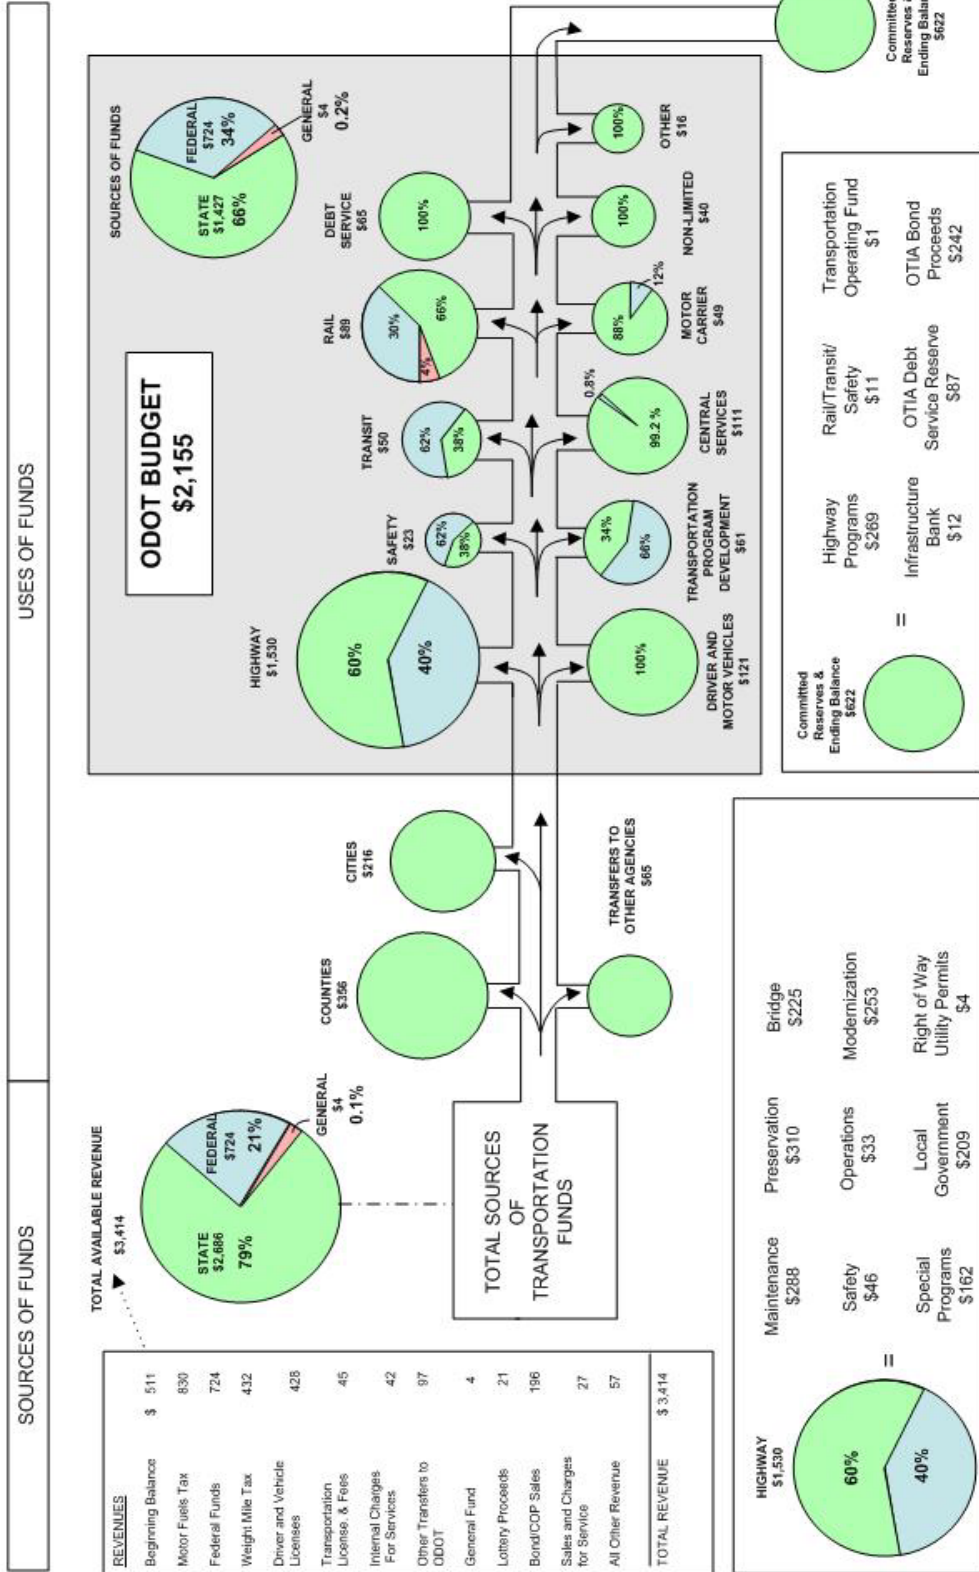 SOURCES OF FUNDS
USES OF FUNDS
REVENUES
Beginning Balance $ 511
Motor Fuels Tax 830
Federal Funds 724
Weight Mile Tax 432
Driver and Vehicle
Licenses 428
Transportation
License. & Fees 45
Internal Charges
For Services 42
Other Transfers to
ODOT 97
General Fund 4
Lottery Proceeds 21
Bond/COP Sales 196
Sales and Charges
for Service 27
All Other Revenue 57
TOTAL REVENUE $ 3,414
TOTAL AVAILABLE REVENUE
$3,414
STATE
$2,686
79%
FEDERAL
$724
21%
GENERAL
$4
0.1%
TOTAL SOURCES
OF
TRANSPORTATION
FUNDS
COUNTIES
$356
CITIES
$216
TRANSFERS TO
OTHER AGENCIES
$65
ODOT BUDGET
$2,155
SOURCES OF FUNDS
STATE
$1,427
66%
FEDERAL
$724
34%
GENERAL
$4
0.2%
HIGHWAY
$1,530
60%
40%
SAFETY
$23
62%
38%
TRANSIT
$50
62%
38%
RAIL
$89
30%
66%
4%
DEBT
SERVICE
$65
100%
DRIVER AND
MOTOR VEHICLES
$121
100%
TRANSPORTATION
PROGRAM
DEVELOPMENT
$61
34%
66%
CENTRAL
SERVICES
$111
0.8%
99.2 %
MOTOR
CARRIER
$49
88%
12%
NON-LIMITED
$40
100%
OTHER
$16
100%
Committed
Reserves
Ending
$622
HIGHWAY
$1,530
60%
40%
=
Maintenance
$288
Preservation
$310
Bridge
$225
Safety
$46
Operations
$33
Modernization
$253
Special
Programs
$162
Local
Government
$209
Right of Way
Utility Permits
$4
Committed
Reserves &
Ending Balance
$622
=
Highway
Programs
$269
Rail/Transit/
Safety
$11
Transportation
Operating Fund
$1
Infrastructure
Bank
$12
OTIA Debt
Service Reserve
$87
OTIA Bond
Proceeds
$242